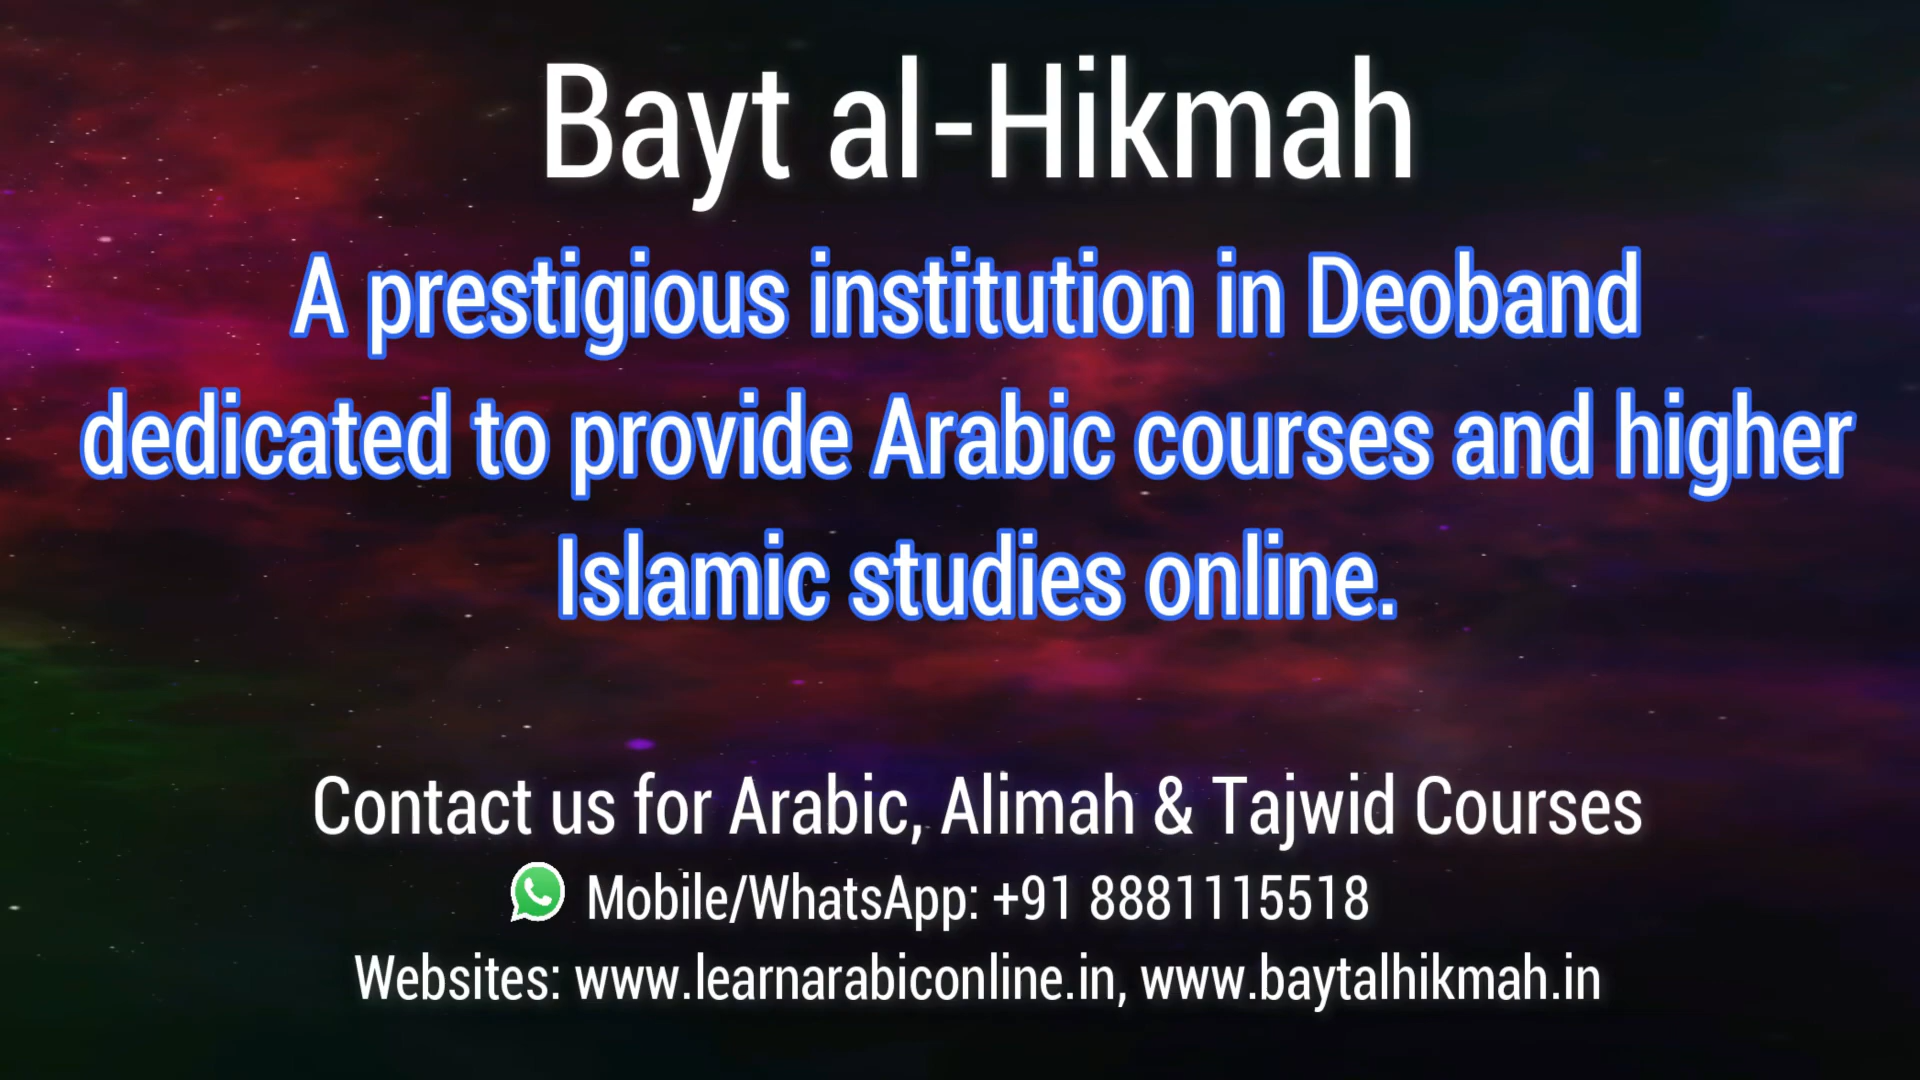 Bayt al-Hikmah
A prestigious institution in Deoband
dedicated to provide Arabic courses and higher
Islamic studies online.
Contact us for Arabic, Alimah & Tajwid Courses
Mobile/WhatsApp: +91 8881115518
Websites: www.learnarabiconline.in, www.baytalhikmah.in